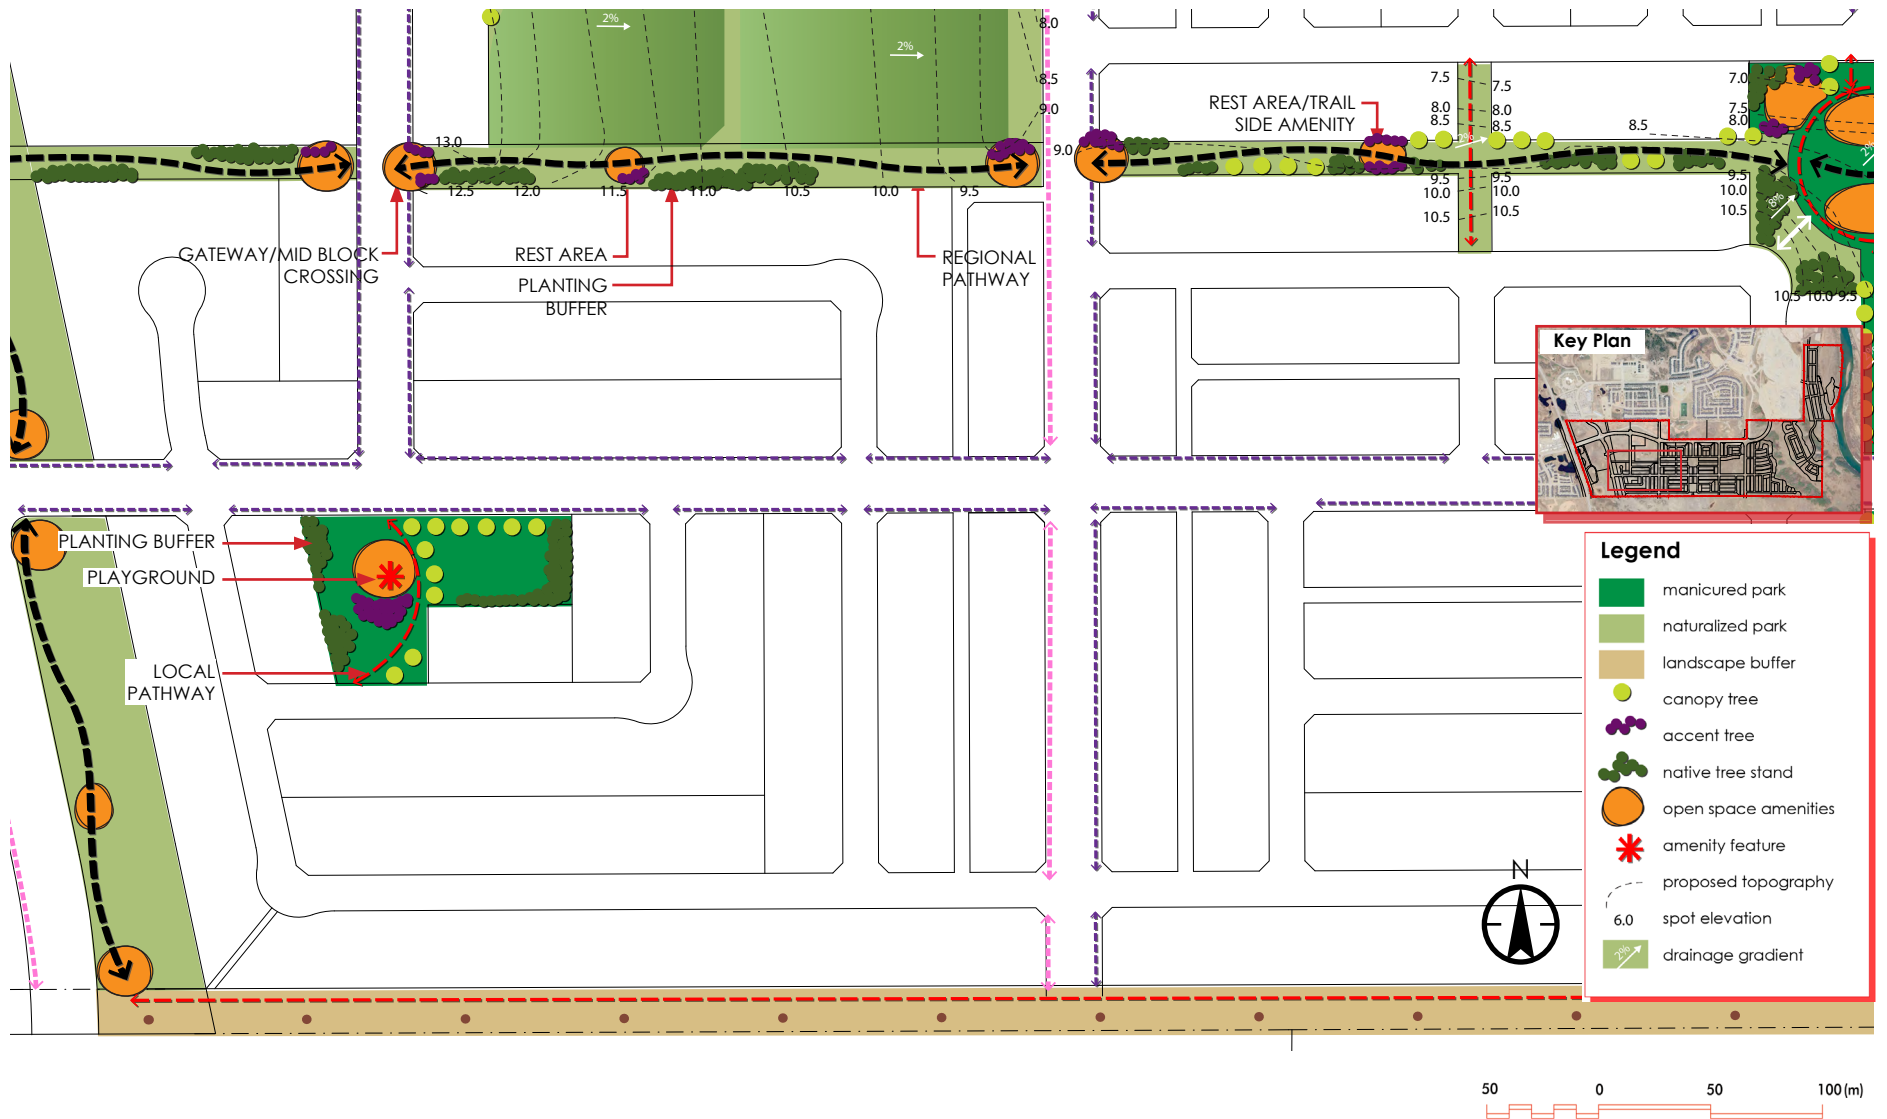 2%
2%
8.0
8.5
9.0
9.0
13.0
12.5
12.0
11.5
11.0
10.5
10.0
9.5
GATEWAY/MID BLOCK
CROSSING
REST AREA
PLANTING
BUFFER
REGIONAL
PATHWAY
REST AREA/TRAIL
SIDE AMENITY
7.5
8.0
8.5
7.5
8.0
8.5
2%
9.5
10.0
10.5
9.5
10.0
10.5
8.5
7.0
7.5
8.0
9.5
10.0
10.5
8%
2%
10.5 10.0 9.5
Key Plan
PLANTING BUFFER
PLAYGROUND
LOCAL
PATHWAY
Legend
manicured park
naturalized park
landscape buffer
canopy tree
accent tree
native tree stand
open space amenities
amenity feature
proposed topography
6.0 spot elevation
2% drainage gradient
N
50 0 50 100 (m)